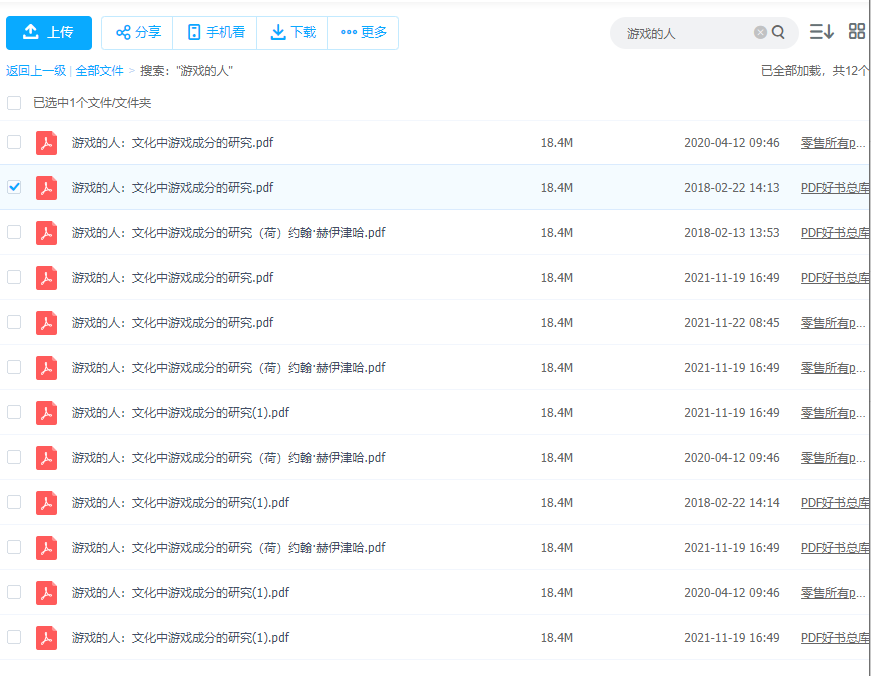 上传 分享 手机看 下载 更多 游戏的人
返回上一级 | 全部文件 > 搜索："游戏的人" 已全部加载，共12个
已选中1个文件/文件夹
游戏的人：文化中游戏成分的研究.pdf 18.4M 2020-04-12 09:46 零售所有p...
游戏的人：文化中游戏成分的研究.pdf 18.4M 2018-02-22 14:13 PDF好书总库
游戏的人：文化中游戏成分的研究（荷）约翰·赫伊津哈.pdf 18.4M 2018-02-13 13:53 PDF好书总库
游戏的人：文化中游戏成分的研究.pdf 18.4M 2021-11-19 16:49 PDF好书总库
游戏的人：文化中游戏成分的研究.pdf 18.4M 2021-11-22 08:45 零售所有p...
游戏的人：文化中游戏成分的研究（荷）约翰·赫伊津哈.pdf 18.4M 2021-11-19 16:49 零售所有p...
游戏的人：文化中游戏成分的研究(1).pdf 18.4M 2021-11-19 16:49 零售所有p...
游戏的人：文化中游戏成分的研究（荷）约翰·赫伊津哈.pdf 18.4M 2020-04-12 09:46 零售所有p...
游戏的人：文化中游戏成分的研究(1).pdf 18.4M 2018-02-22 14:14 PDF好书总库
游戏的人：文化中游戏成分的研究（荷）约翰·赫伊津哈.pdf 18.4M 2021-11-19 16:49 PDF好书总库
游戏的人：文化中游戏成分的研究(1).pdf 18.4M 2020-04-12 09:46 零售所有p...
游戏的人：文化中游戏成分的研究(1).pdf 18.4M 2021-11-19 16:49 PDF好书总库